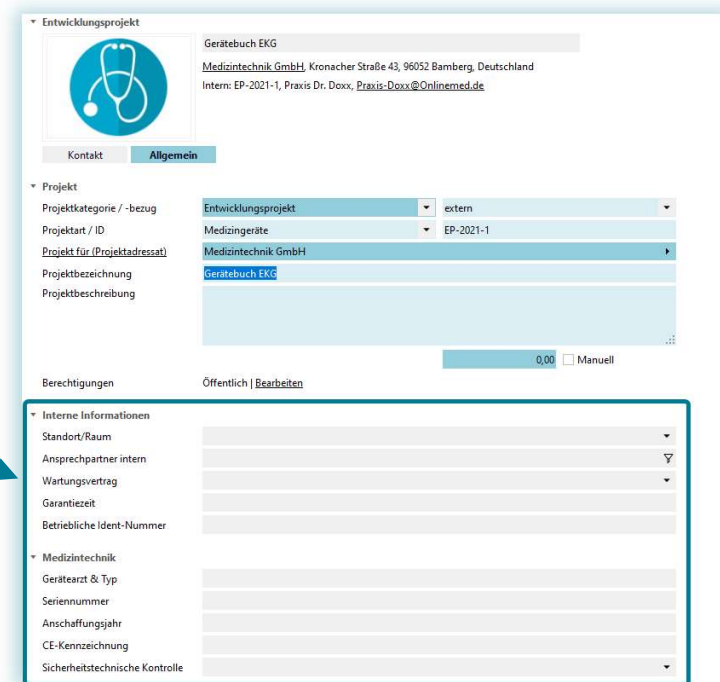 Entwicklungsprojekt
Gerätebuch EKG
Medizintechnik GmbH, Kronacher Straße 43, 96052 Bamberg, Deutschland
Intern: EP-2021-1, Praxis Dr. Doxx, Praxis-Doxx@Onlinemed.de
Kontakt Allgemein
Projekt
Projektkategorie / -bezug Entwicklungsprojekt extern
Projektart / ID Medizingeräte EP-2021-1
Projekt für (Projektadressat) Medizintechnik GmbH
Projektbezeichnung Gerätebuch EKG
Projektbeschreibung
0,00 Manuell
Berechtigungen Öffentlich | Bearbeiten
Interne Informationen
Standort/Raum
Ansprechpartner intern
Wartungsvertrag
Garantiezeit
Betriebliche Ident-Nummer
Medizintechnik
Gerätearzt & Typ
Seriennummer
Anschaffungsjahr
CE-Kennzeichnung
Sicherheitstechnische Kontrolle